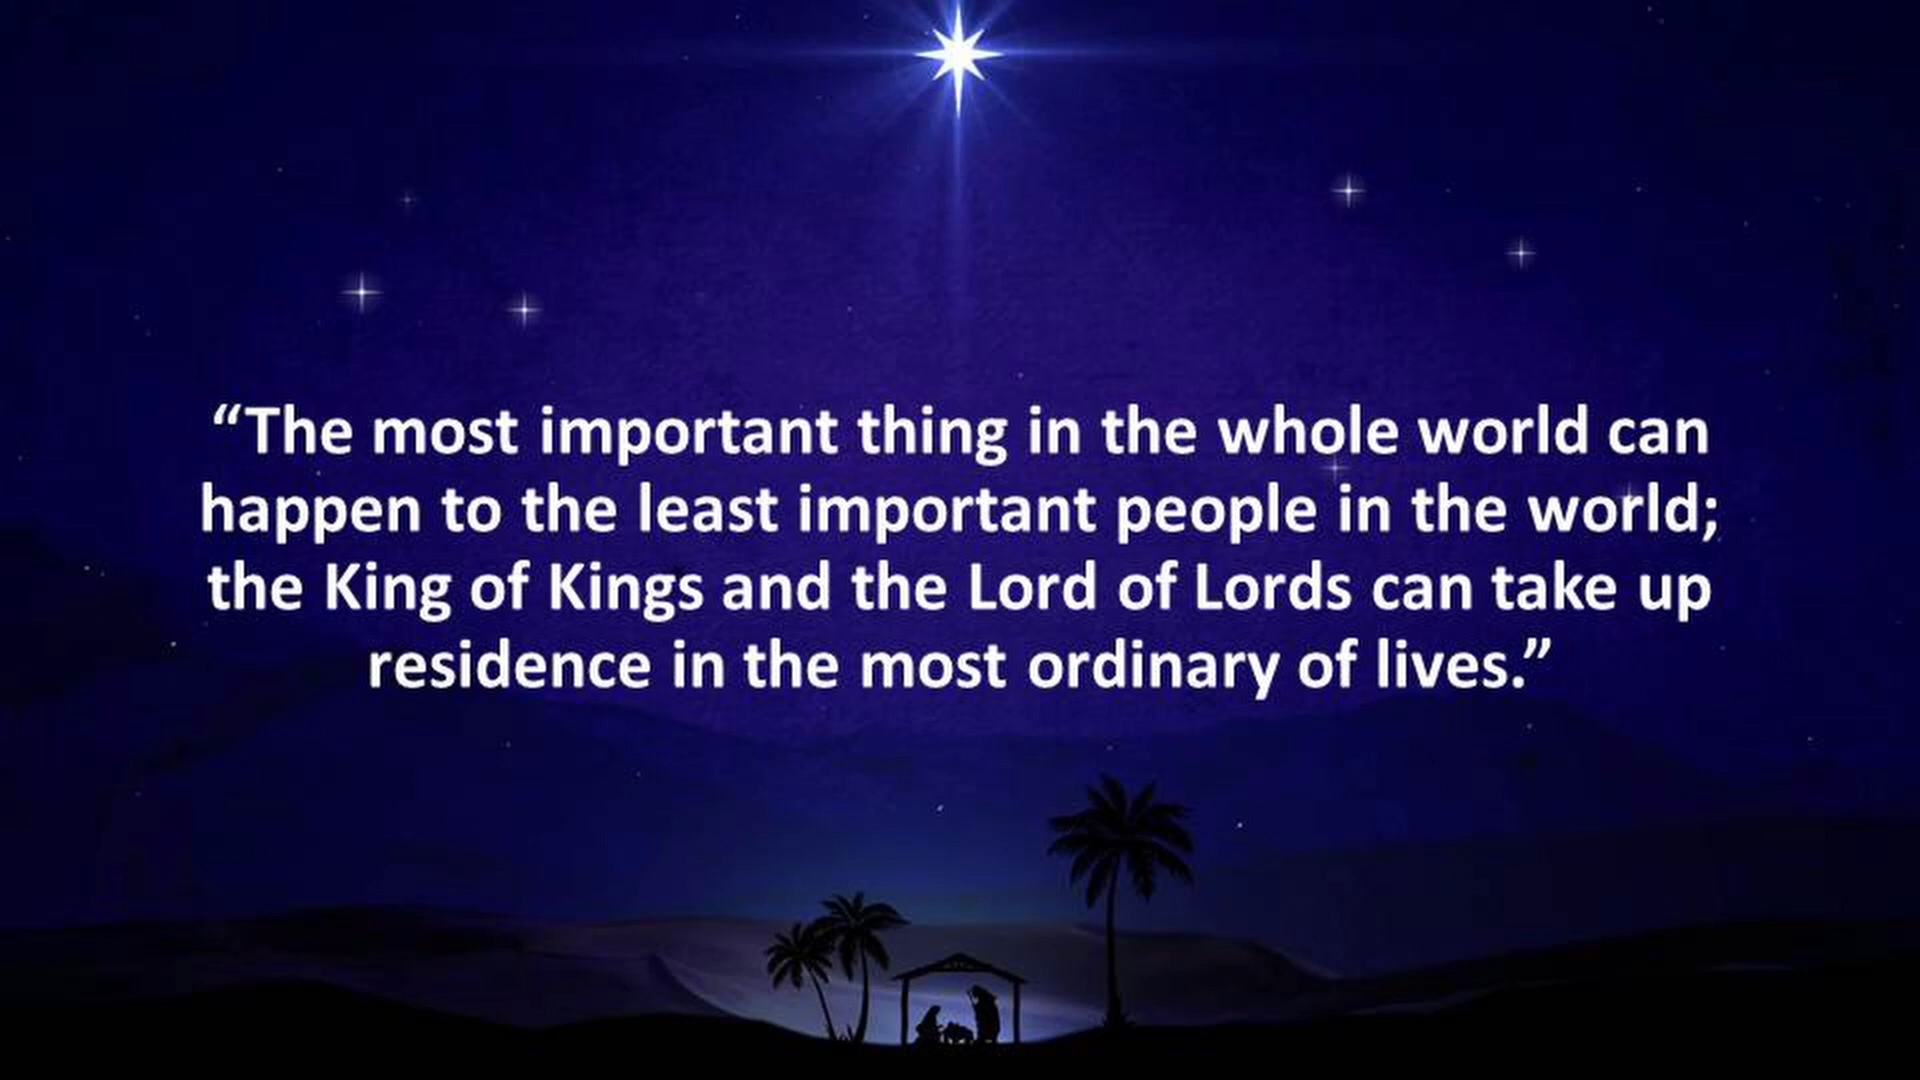 “The most important thing in the whole world can
happen to the least important people in the world;
the King of Kings and the Lord of Lords can take up
residence in the most ordinary of lives.”